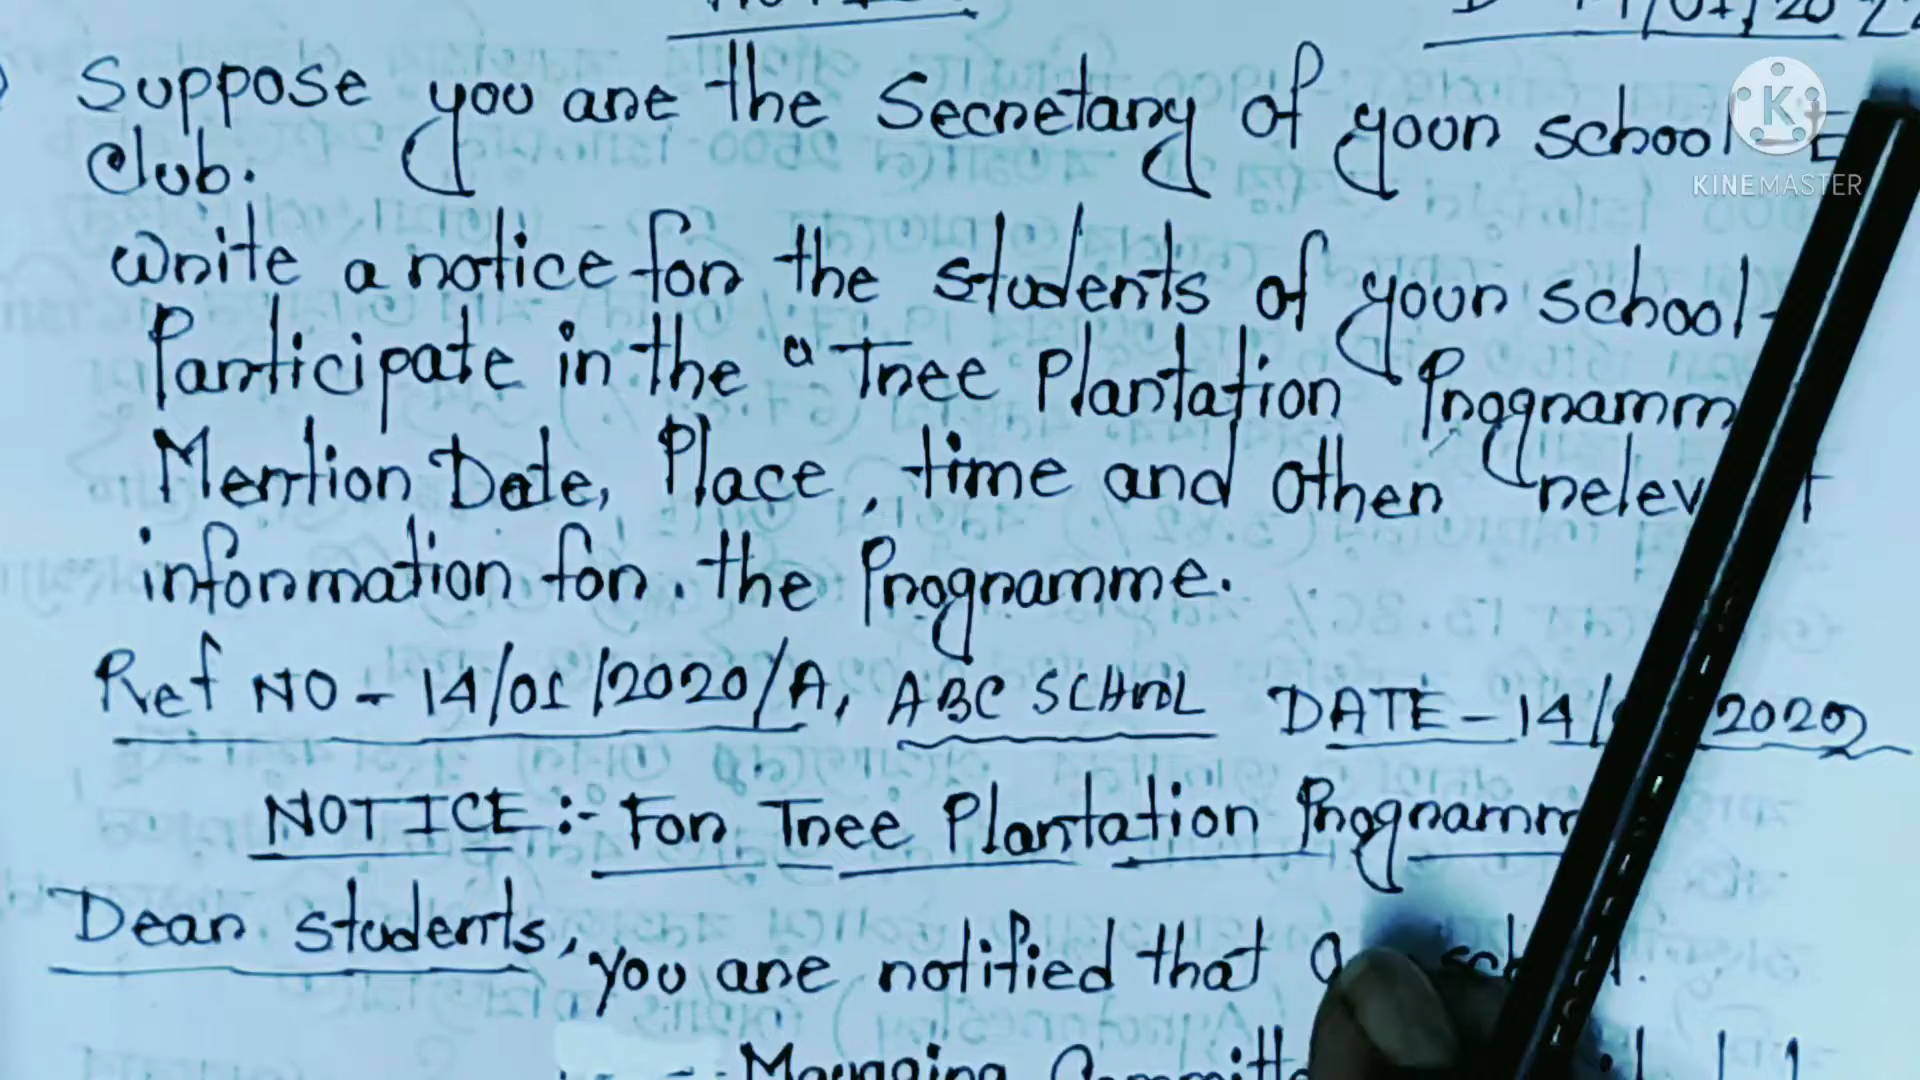 Suppose you are the Secretary of your school
Club.
Write a notice for the students of your school
Participate in the "Tree Plantation
Mention Date, Place, time and other
information for. the Programme.
Ref NO - 14/01/2020/A, ABC SCHOOL DATE - 14/ 2020
NOTICE :- For Tree Plantation
Dear students,
you are notified that
Managing
KINEMASTER